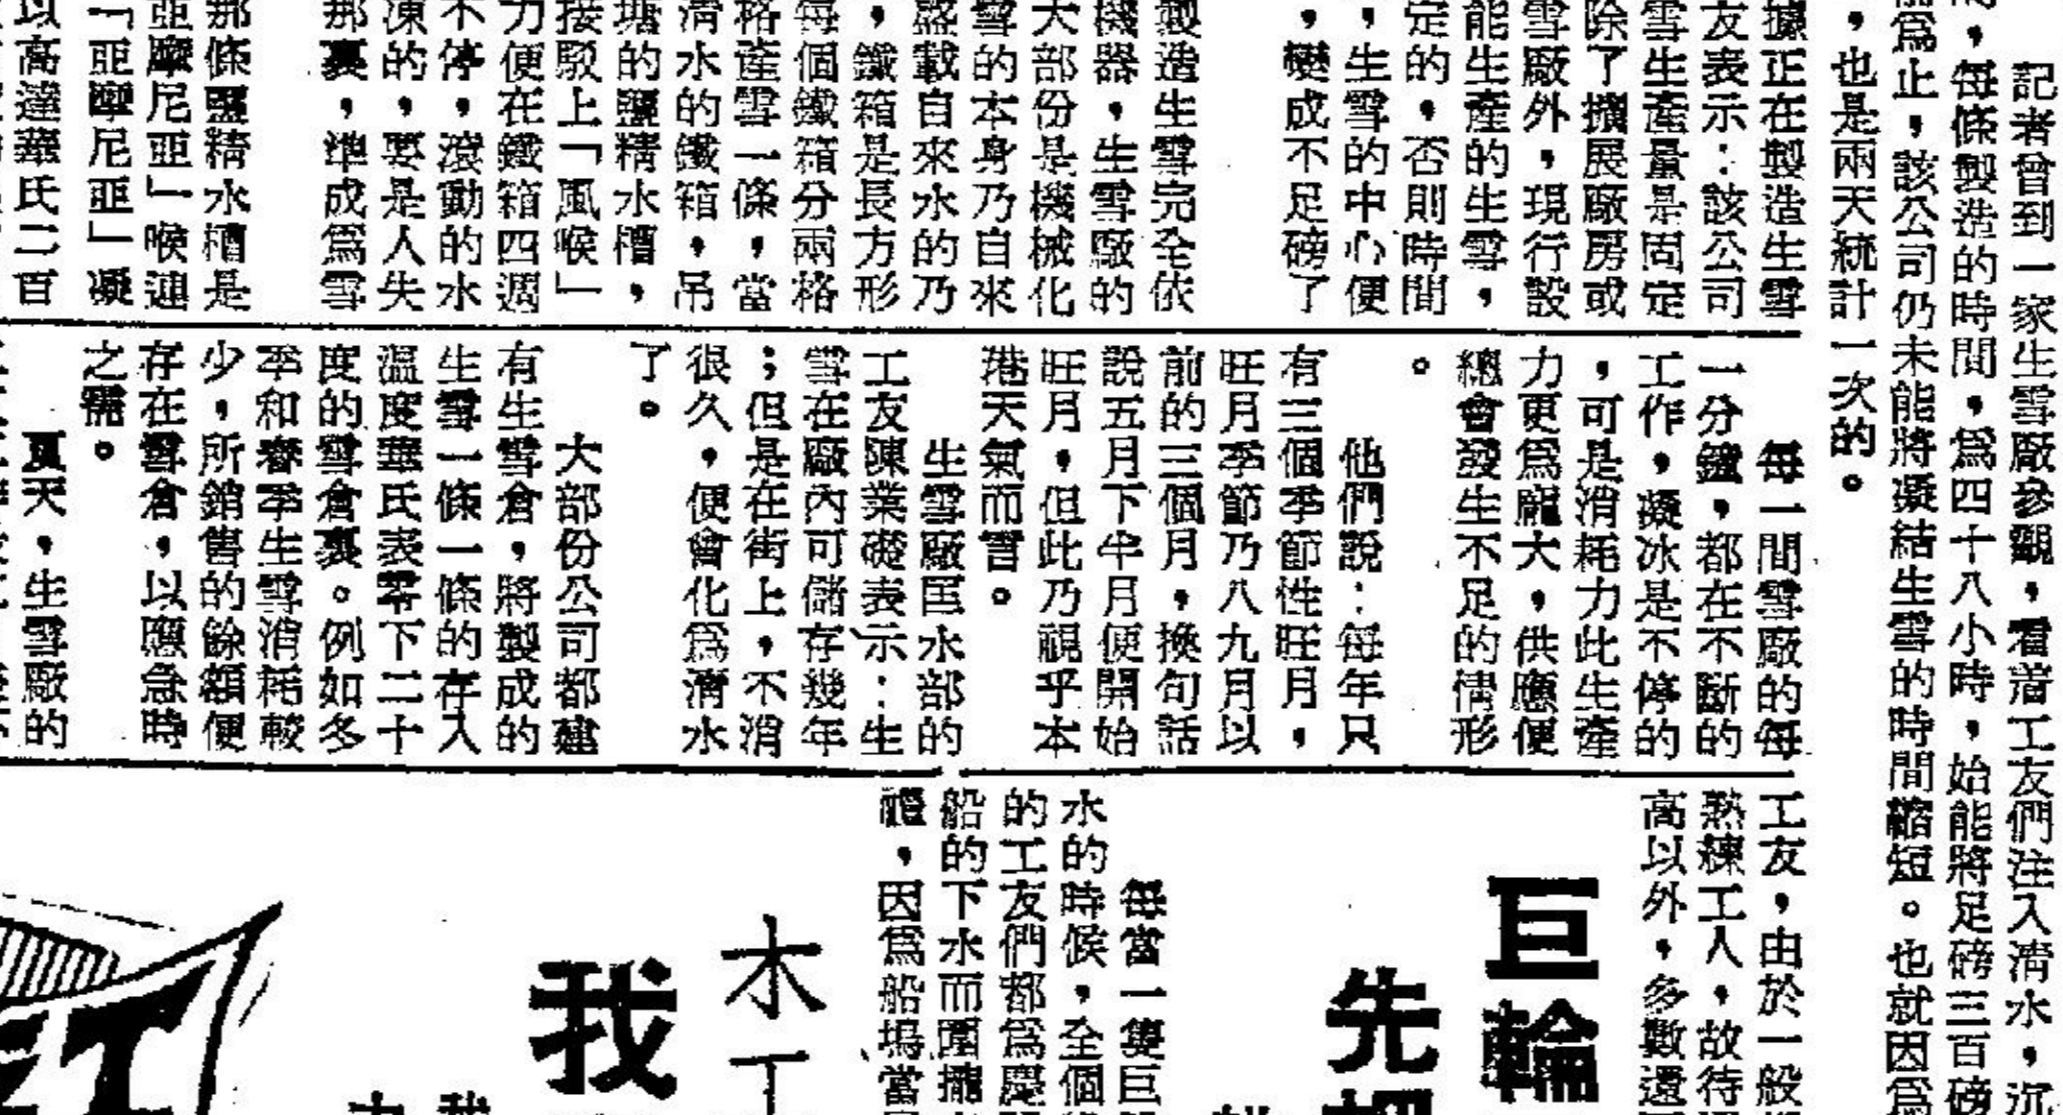 記者曾到一家生雪廠參觀，看着工友們注入清水，沉
，每條製造的時間，爲四十八小時，始能將足磅三百磅
爲止，該公司仍未能將凝結生雪的時間縮短。也就因爲
，也是兩天統計一次的。
據正在製造生雪
友表示：該公司
雪生產量是固定
除了擴展廠房或
雪廠外，現行設
能生產的生雪，
定的，否則時間
，生雪的中心便
，變成不足磅了
製造生雪完全依
機器，生雪廠的
大部份是機械化
雪的本身乃自來
盛載自來水的乃
，鐵箱是長方形
每個鐵箱分兩格
格產雪一條，當
清水的鐵箱，吊
塘的鹽精水槽，
接駁上「風喉」
力便在鐵箱四週
不停，滾動的水
凍的，要是人失
那裏，準成爲雪
那條鹽精水槽是
亞摩尼亞」喉連
「亞摩尼亞」凝
以高達華氏二百
每一間雪廠的每
一分鐘，都在不斷的
工作，凝冰是不停的
，可是消耗力此生產
力更爲龐大，供應便
總會發生不足的情形
。
他們說：每年只
有三個季節性旺月，
旺月季節乃八九月以
前的三個月，換句話
說五月下半月便開始
旺月，但此乃視乎本
港天氣而言。
生雪廠匡水部的
工友陳業礎表示：生
雪在廠內可儲存幾年
；但是在街上，不消
很久，便會化爲清水
了。
大部份公司都建
有生雪倉，將製成的
生雪一條一條的存入
溫度華氏表零下二十
度的雪倉裏。例如多
季和春季生雪消耗較
少，所銷售的餘額便
存在雪倉，以應急時
之需。
夏天，生雪廠的
工友，由於一般
熟練工人，故待
高以外，多數還
巨輪
先
每當一隻巨
水的時候，全個
的工友們都爲慶
船的下水而圍攏
禮，因爲船塢當
木工
我